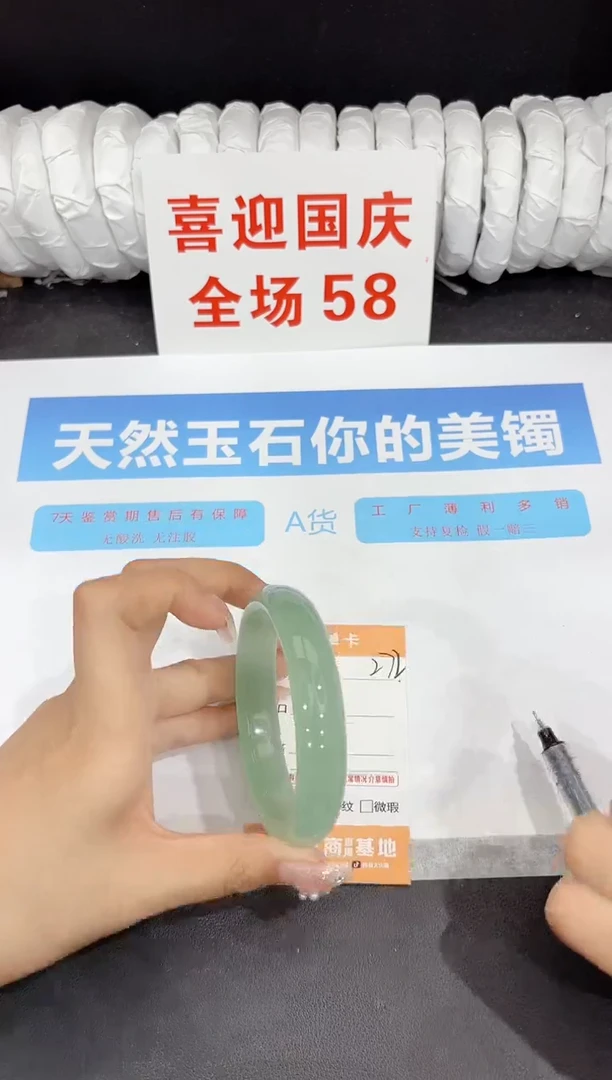 喜迎国庆
全场58
天然玉石你的美镯
7天鉴赏期售后有保障
无酸洗 无注胶
A货
工厂薄利多销
支持复检 假一赔三
卡
口
纹 □微瑕
商 基地